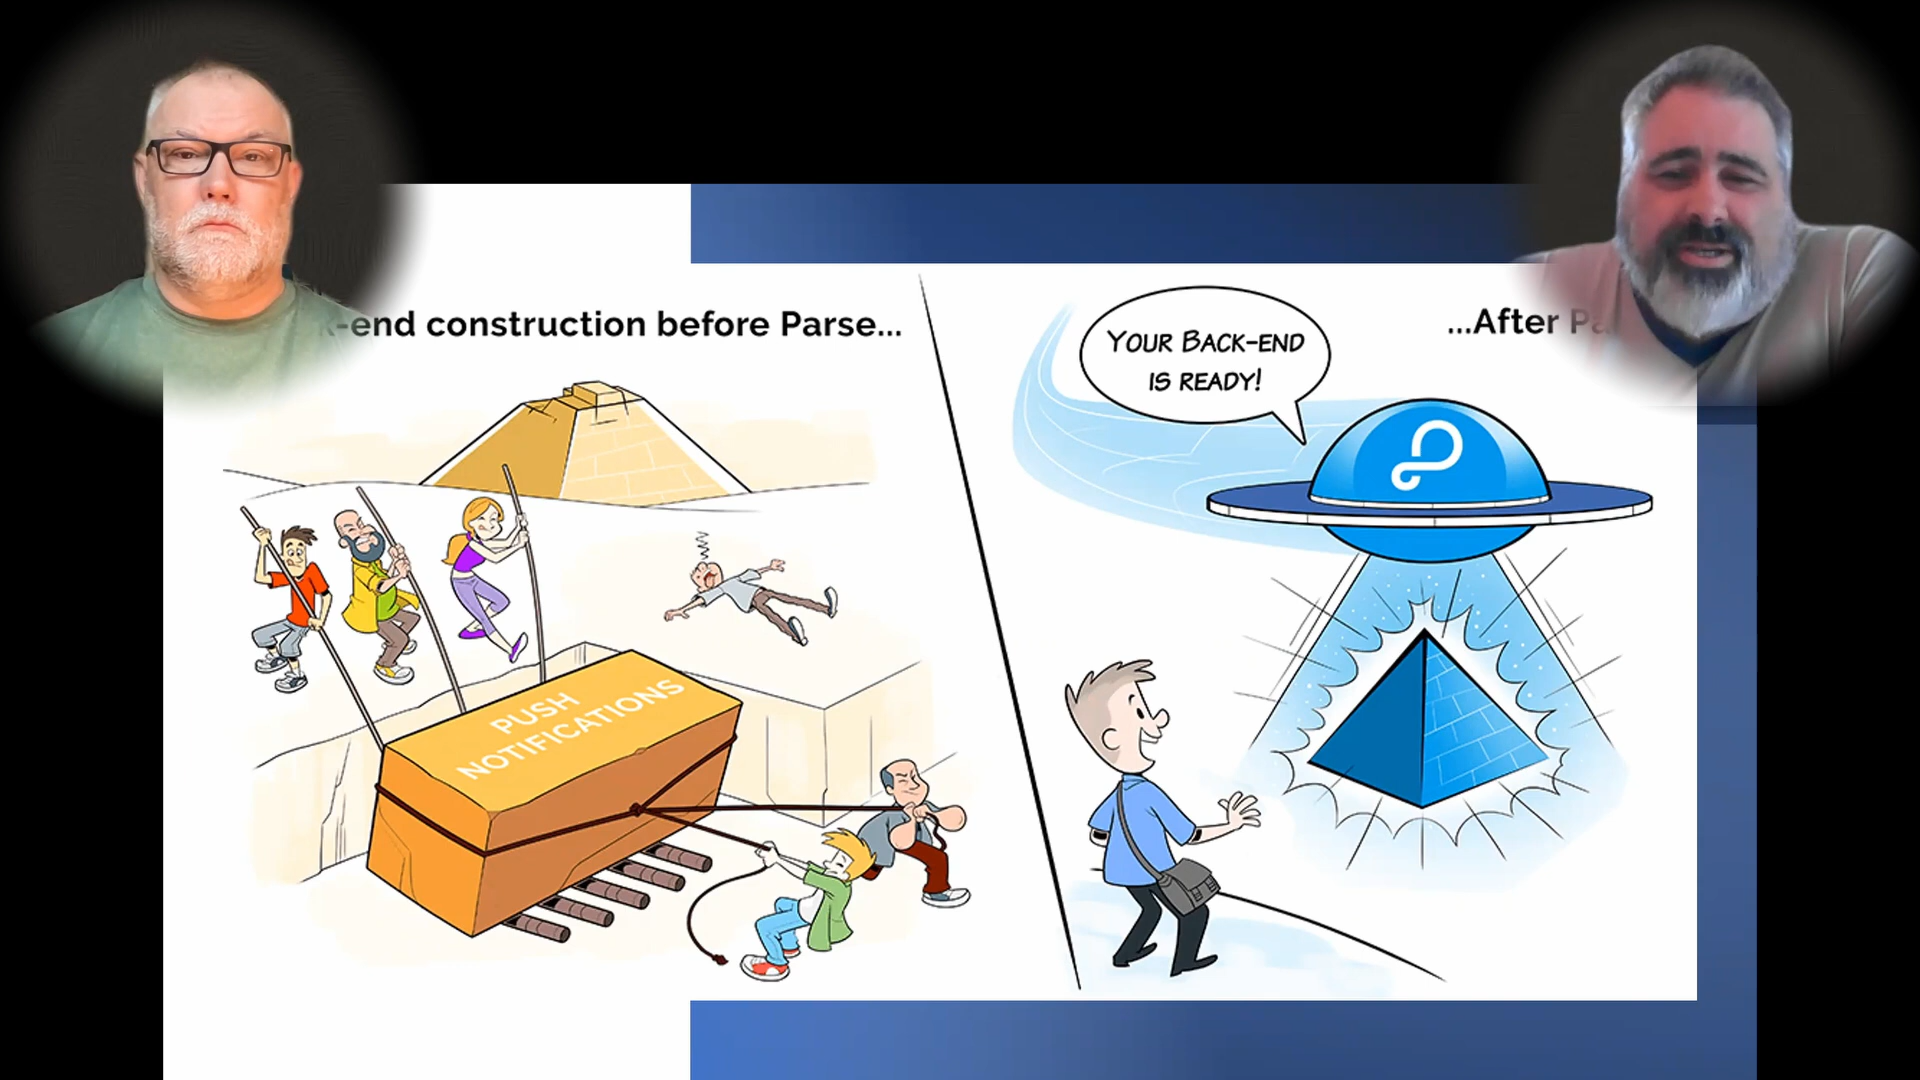 -end construction before Parse...
...After
YOUR BACK-END
IS READY!
PUSH
NOTIFICATIONS